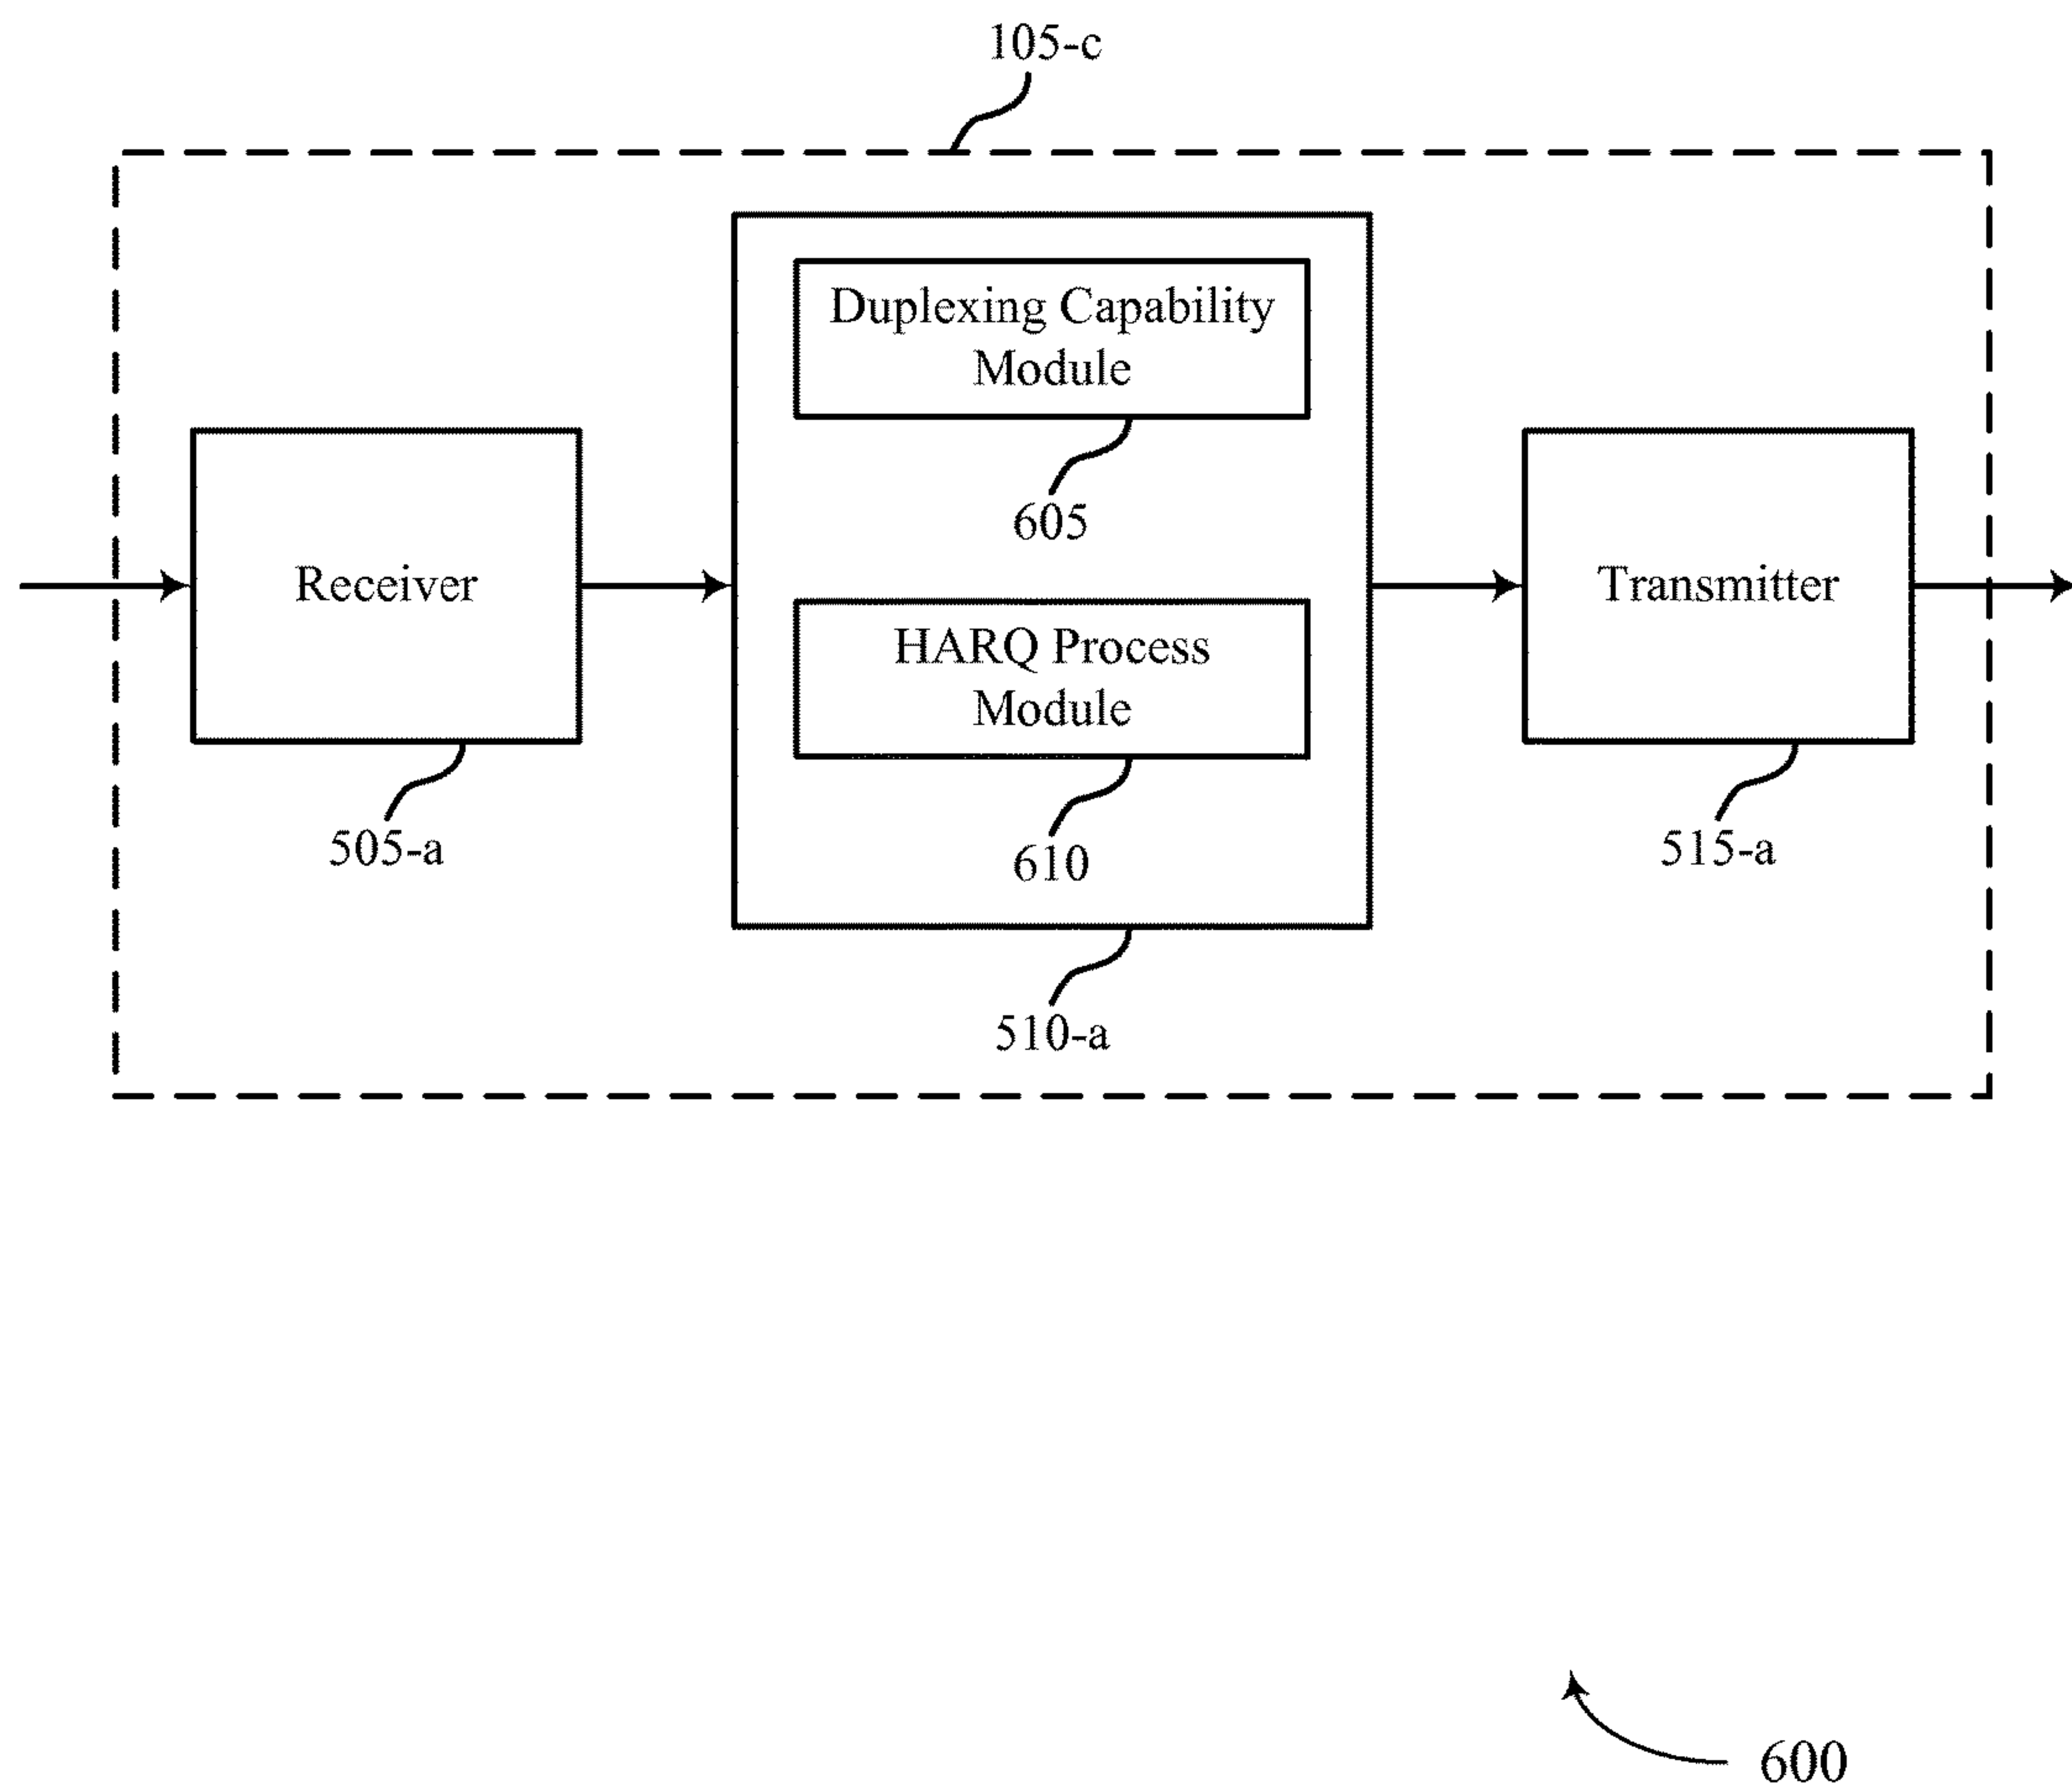 105-c
Duplexing Capability
Module
605
Receiver
Transmitter
HARQ Process
Module
505-a
610
515-a
510-a
600